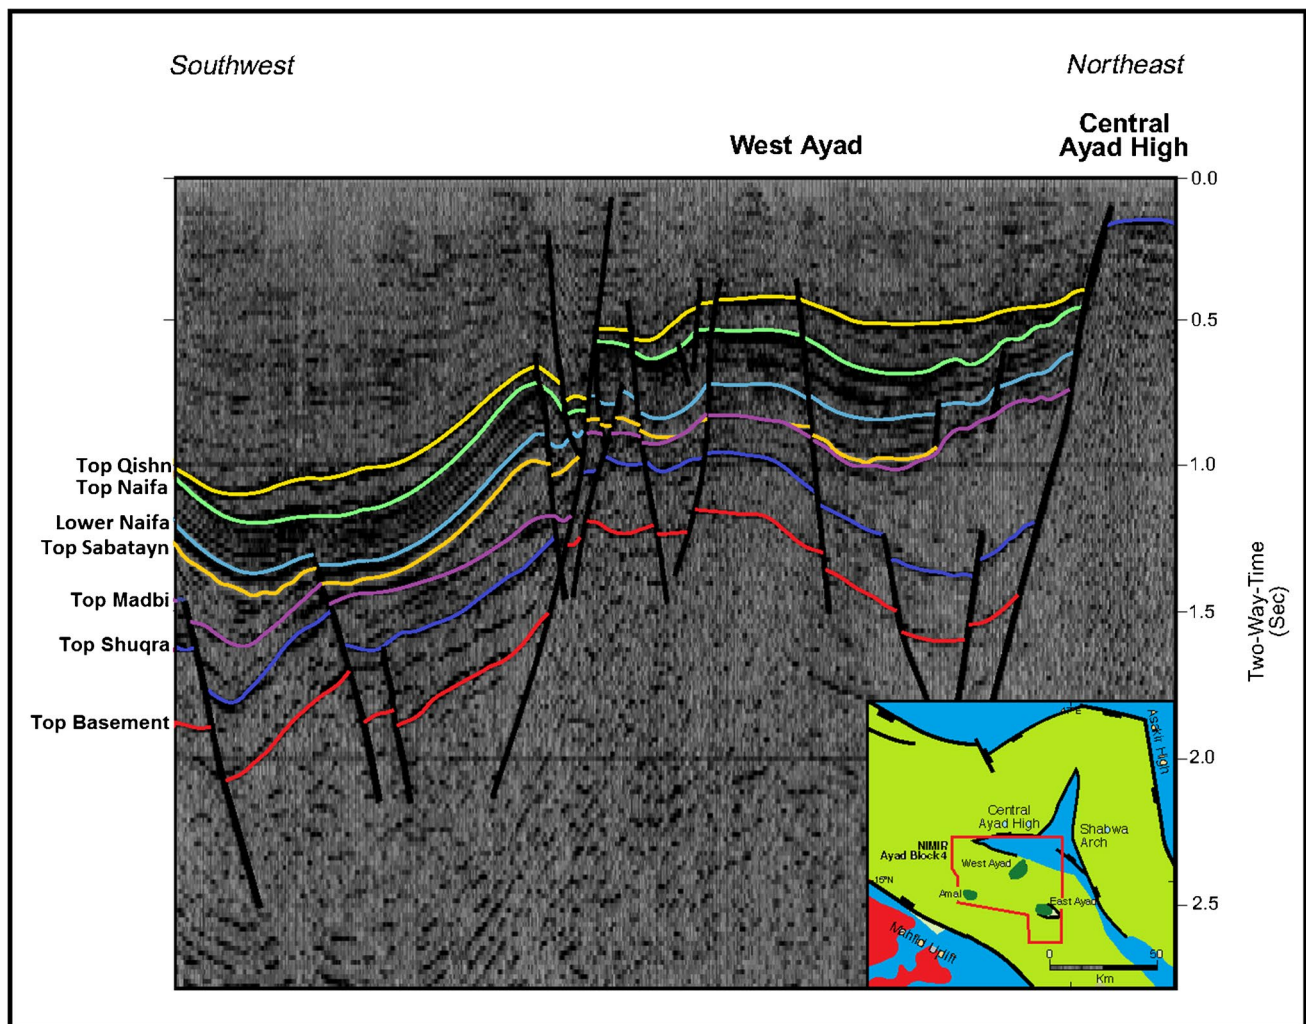 Southwest
Northeast
West Ayad
Central
Ayad High
0.0
0.5
1.0
1.5
2.0
2.5
Two-Way-Time
(Sec)
Top Qishn
Top Naifa
Lower Naifa
Top Sabatayn
Top Madbi
Top Shuqra
Top Basement
Asakir High
Central
Ayad High
Shabwa
Arch
NIMIR
Ayad Block 4
West Ayad
15°N
Amal
East Ayad
Mahfid Uplift
0
50
Km